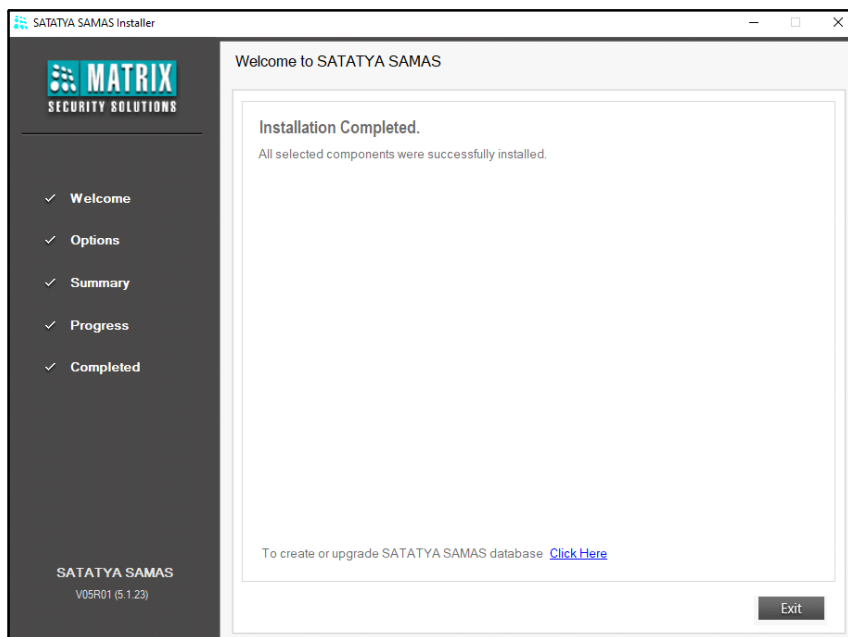 SATATYA SAMAS Installer
MATRIX
SECURITY SOLUTIONS
Welcome
Options
Summary
Progress
Completed
SATATYA SAMAS
V05R01 (5.1.23)
Welcome to SATATYA SAMAS
Installation Completed.
All selected components were successfully installed.
To create or upgrade SATATYA SAMAS database Click Here
Exit